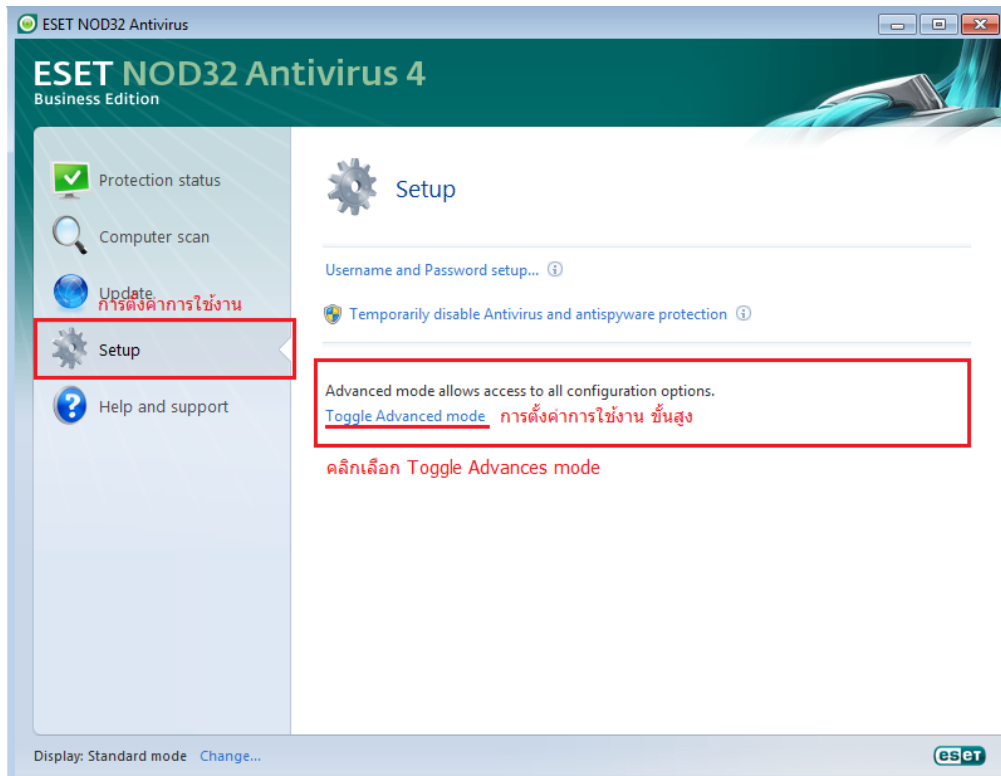 ESET NOD32 Antivirus
ESET NOD32 Antivirus 4
Business Edition
Protection status
Computer scan
Update
การตั้งค่าการใช้งาน
Setup
Help and support
Setup
Username and Password setup...
Temporarily disable Antivirus and antispyware protection
Advanced mode allows access to all configuration options.
Toggle Advanced mode การตั้งค่าการใช้งาน ขั้นสูง
คลิกเลือก Toggle Advances mode
Display: Standard mode Change...
eset